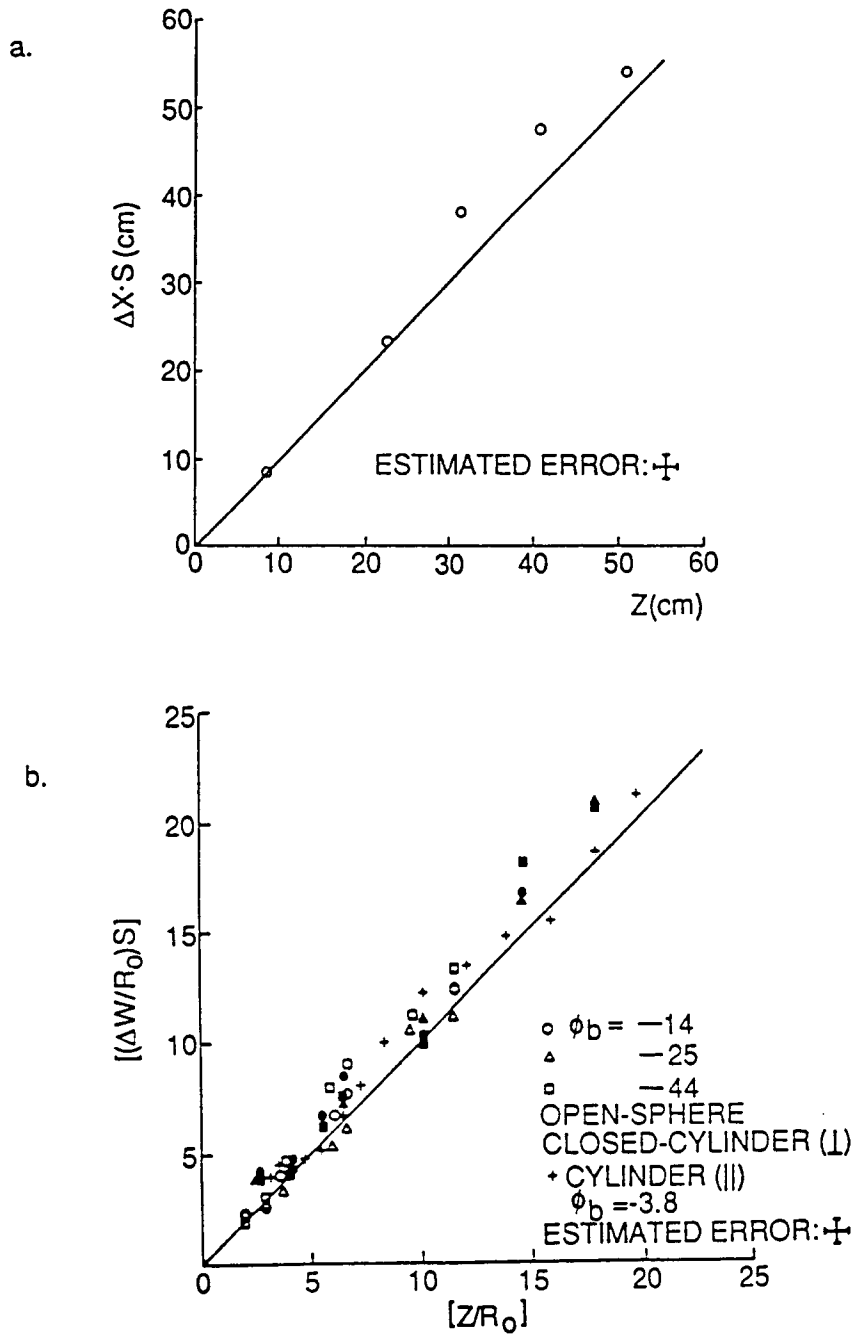 a.
60
50
40
30
20
10
0
ΔX·S (cm)
ESTIMATED ERROR:
0 10 20 30 40 50 60
Z(cm)
b.
25
20
15
10
5
[(ΔW/R₀)S]
ϕb = —14
—25
—44
OPEN-SPHERE
CLOSED-CYLINDER (⊥)
+ CYLINDER (||)
ϕb =-3.8
ESTIMATED ERROR:
0 5 10 15 20 25
[Z/R₀]